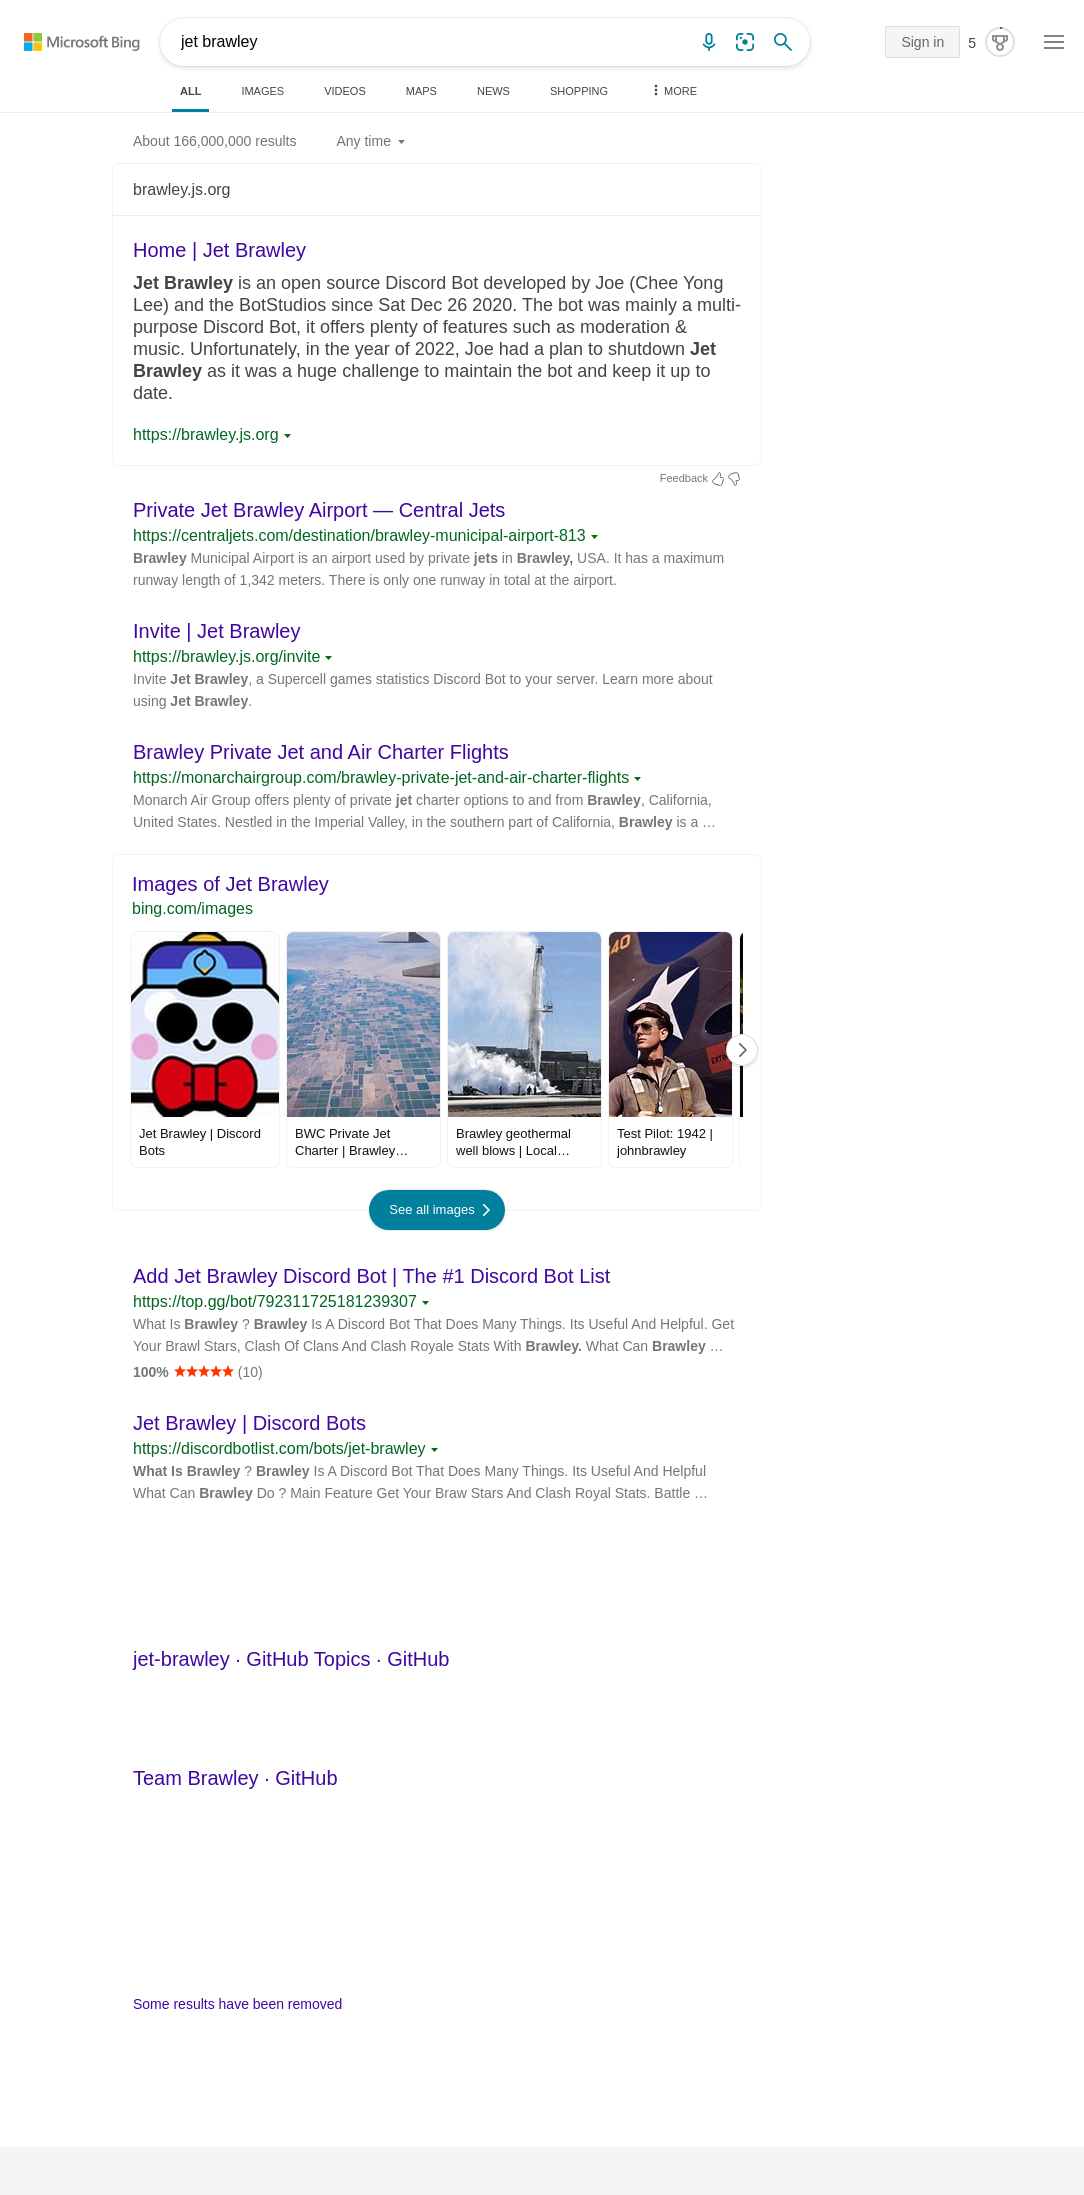 Microsoft Bing
jet brawley
Sign in
5
ALL
IMAGES
VIDEOS
MAPS
NEWS
SHOPPING
MORE
About 166,000,000 results
Any time
brawley.js.org
Home | Jet Brawley
Jet Brawley is an open source Discord Bot developed by Joe (Chee Yong
Lee) and the BotStudios since Sat Dec 26 2020. The bot was mainly a multi-
purpose Discord Bot, it offers plenty of features such as moderation &
music. Unfortunately, in the year of 2022, Joe had a plan to shutdown Jet
Brawley as it was a huge challenge to maintain the bot and keep it up to
date.
https://brawley.js.org
Feedback
Private Jet Brawley Airport — Central Jets
https://centraljets.com/destination/brawley-municipal-airport-813
Brawley Municipal Airport is an airport used by private jets in Brawley, USA. It has a maximum
runway length of 1,342 meters. There is only one runway in total at the airport.
Invite | Jet Brawley
https://brawley.js.org/invite
Invite Jet Brawley, a Supercell games statistics Discord Bot to your server. Learn more about
using Jet Brawley.
Brawley Private Jet and Air Charter Flights
https://monarchairgroup.com/brawley-private-jet-and-air-charter-flights
Monarch Air Group offers plenty of private jet charter options to and from Brawley, California,
United States. Nestled in the Imperial Valley, in the southern part of California, Brawley is a …
Images of Jet Brawley
bing.com/images
40
EXTIN
Jet Brawley | Discord
Bots
BWC Private Jet
Charter | Brawley…
Brawley geothermal
well blows | Local…
Test Pilot: 1942 |
johnbrawley
See all images
Add Jet Brawley Discord Bot | The #1 Discord Bot List
https://top.gg/bot/792311725181239307
What Is Brawley ? Brawley Is A Discord Bot That Does Many Things. Its Useful And Helpful. Get
Your Brawl Stars, Clash Of Clans And Clash Royale Stats With Brawley. What Can Brawley …
100% ★★★★★ (10)
Jet Brawley | Discord Bots
https://discordbotlist.com/bots/jet-brawley
What Is Brawley ? Brawley Is A Discord Bot That Does Many Things. Its Useful And Helpful
What Can Brawley Do ? Main Feature Get Your Braw Stars And Clash Royal Stats. Battle …
jet-brawley · GitHub Topics · GitHub
Team Brawley · GitHub
Some results have been removed